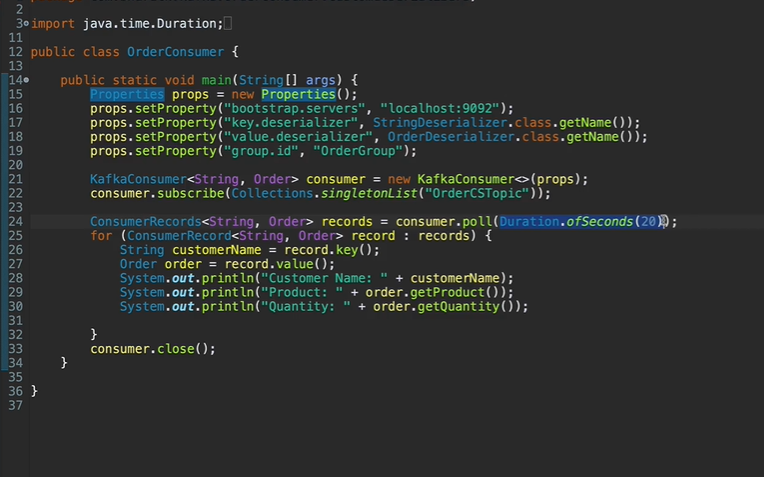 2
3 import java.time.Duration;
11
12 public class OrderConsumer {
13
14 public static void main(String[] args) {
15 Properties props = new Properties();
16 props.setProperty("bootstrap.servers", "localhost:9092");
17 props.setProperty("key.deserializer", StringDeserializer.class.getName());
18 props.setProperty("value.deserializer", OrderDeserializer.class.getName());
19 props.setProperty("group.id", "OrderGroup");
20
21 KafkaConsumer<String, Order> consumer = new KafkaConsumer<>(props);
22 consumer.subscribe(Collections.singletonList("OrderCSTopic"));
23
24 ConsumerRecords<String, Order> records = consumer.poll(Duration.ofSeconds(20));
25 for (ConsumerRecord<String, Order> record : records) {
26 String customerName = record.key();
27 Order order = record.value();
28 System.out.println("Customer Name: " + customerName);
29 System.out.println("Product: " + order.getProduct());
30 System.out.println("Quantity: " + order.getQuantity());
31
32 }
33 consumer.close();
34 }
35
36 }
37